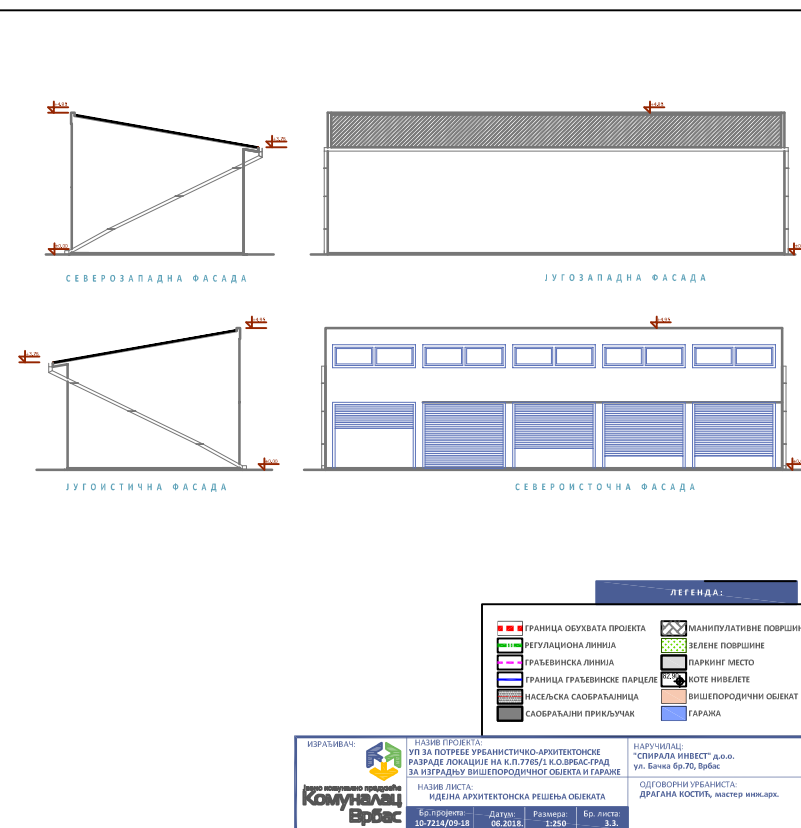 СЕВЕРОЗАПАДНА ФАСАДА
ЈУГОЗАПАДНА ФАСАДА
ЈУГОИСТИЧНА ФАСАДА
СЕВЕРОИСТОЧНА ФАСАДА
ЛЕГЕНДА:
ГРАНИЦА ОБУХВАТА ПРОЈЕКТА
МАНИПУЛАТИВНЕ ПОВРШИН
РЕГУЛАЦИОНА ЛИНИЈА
ЗЕЛЕНЕ ПОВРШИНЕ
ГРАЂЕВИНСКА ЛИНИЈА
ПАРКИНГ МЕСТО
ГРАНИЦА ГРАЂЕВИНСКЕ ПАРЦЕЛЕ
КОТЕ НИВЕЛЕТЕ
НАСЕЉСКА САОБРАЋАЈНИЦА
ВИШЕПОРОДИЧНИ ОБЈЕКАТ
САОБРАЋАЈНИ ПРИКЉУЧАК
ГАРАЖА
ИЗРАЂИВАЧ:
Јавно комунално предузеће
Комуналац
Врбас
НАЗИВ ПРОЈЕКТА:
УП ЗА ПОТРЕБЕ УРБАНИСТИЧКО-АРХИТЕКТОНСКЕ
РАЗРАДЕ ЛОКАЦИЈЕ НА К.П.7765/1 К.О.ВРБАС-ГРАД
ЗА ИЗГРАДЊУ ВИШЕПОРОДИЧНОГ ОБЈЕКТА И ГАРАЖЕ
НАРУЧИЛАЦ:
"СПИРАЛА ИНВЕСТ" д.о.о.
ул. Бачка бр.70, Врбас
НАЗИВ ЛИСТА:
ИДЕЈНА АРХИТЕКТОНСКА РЕШЕЊА ОБЈЕКАТА
ОДГОВОРНИ УРБАНИСТА:
ДРАГАНА КОСТИЋ, мастер инж.арх.
Бр.пројекта: Датум: Размера: Бр. листа:
10-7214/09-18 06.2018. 1:250 3.3.